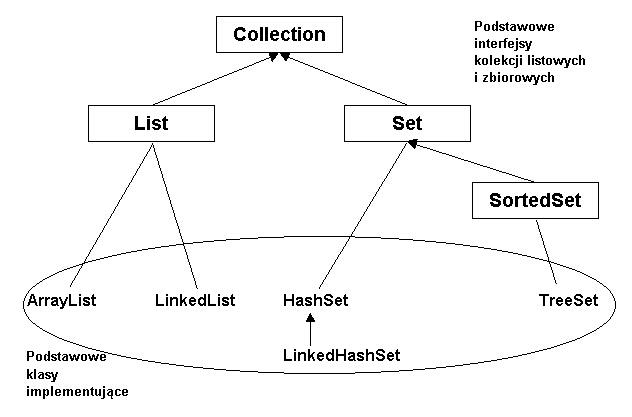 Collection
Podstawowe
interfejsy
kolekcji listowych
i zbiorowych
List
Set
SortedSet
ArrayList
LinkedList
HashSet
TreeSet
LinkedHashSet
Podstawowe
klasy
implementujące